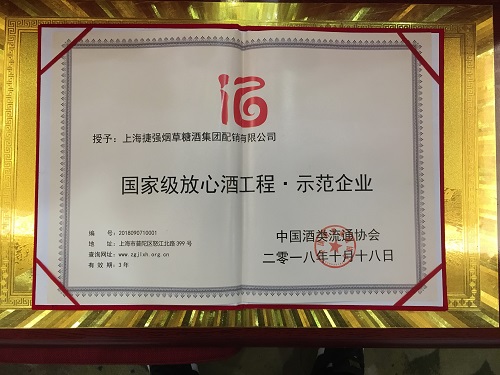 授予：上海捷强烟草糖酒集团配销有限公司
国家级放心酒工程·示范企业
编 号：2018090710001
地 址：上海市普陀区怒江北路 399 号
查询网址：www.zgjlxh.org.cn
有 效 期：3年
中国酒类流通协会
二零一八年十月十八日